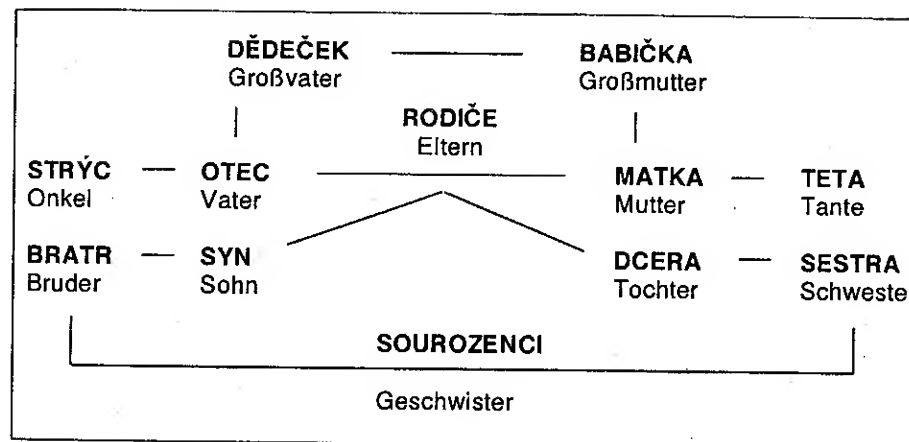 DĚDEČEK BABIČKA
Großvater Großmutter
RODIČE
Eltern
STRÝC OTEC MATKA TETA
Onkel Vater Mutter Tante
BRATR SYN DCERA SESTRA
Bruder Sohn Tochter Schweste
SOUROZENCI
Geschwister